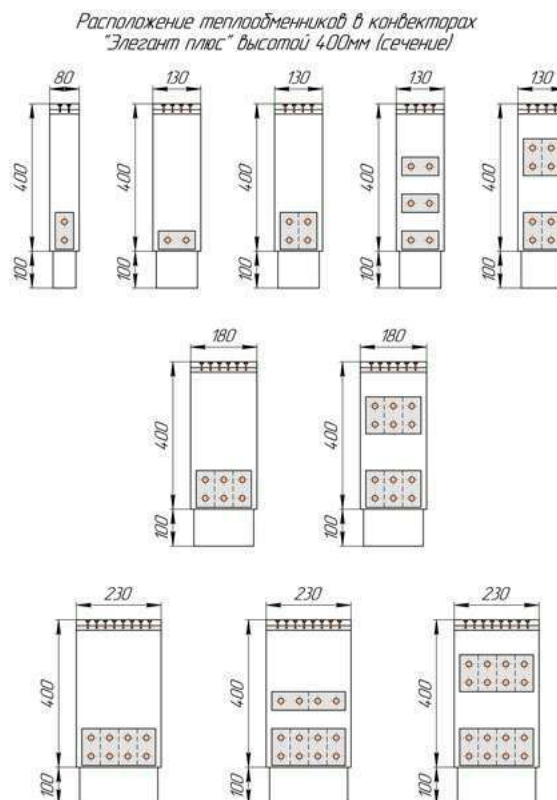 Расположение теплообменников в конвекторах
"Элегант плюс" высотой 400мм (сечение)
80 130 130 130 130
400 400 400 400 400
100 100 100 100 100
180 180
400 400
100 100
230 230 230
400 400 400
100 100 100